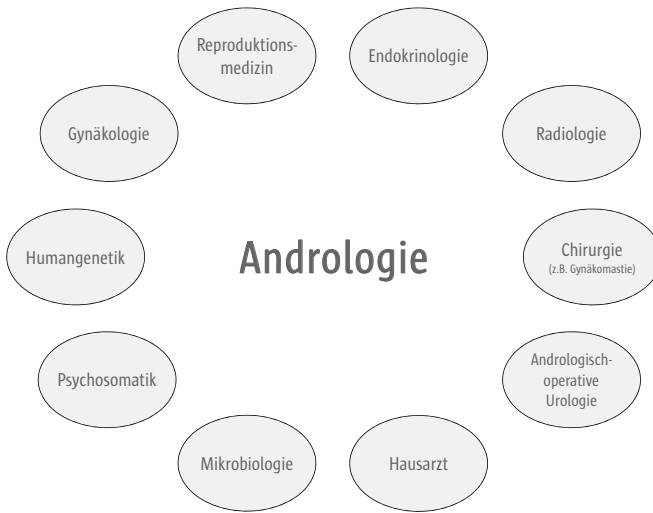 Reproduktions-
medizin
Endokrinologie
Gynäkologie
Radiologie
Humangenetik
Andrologie
Chirurgie
(z.B. Gynäkomastie)
Psychosomatik
Andrologisch-
operative
Urologie
Mikrobiologie
Hausarzt